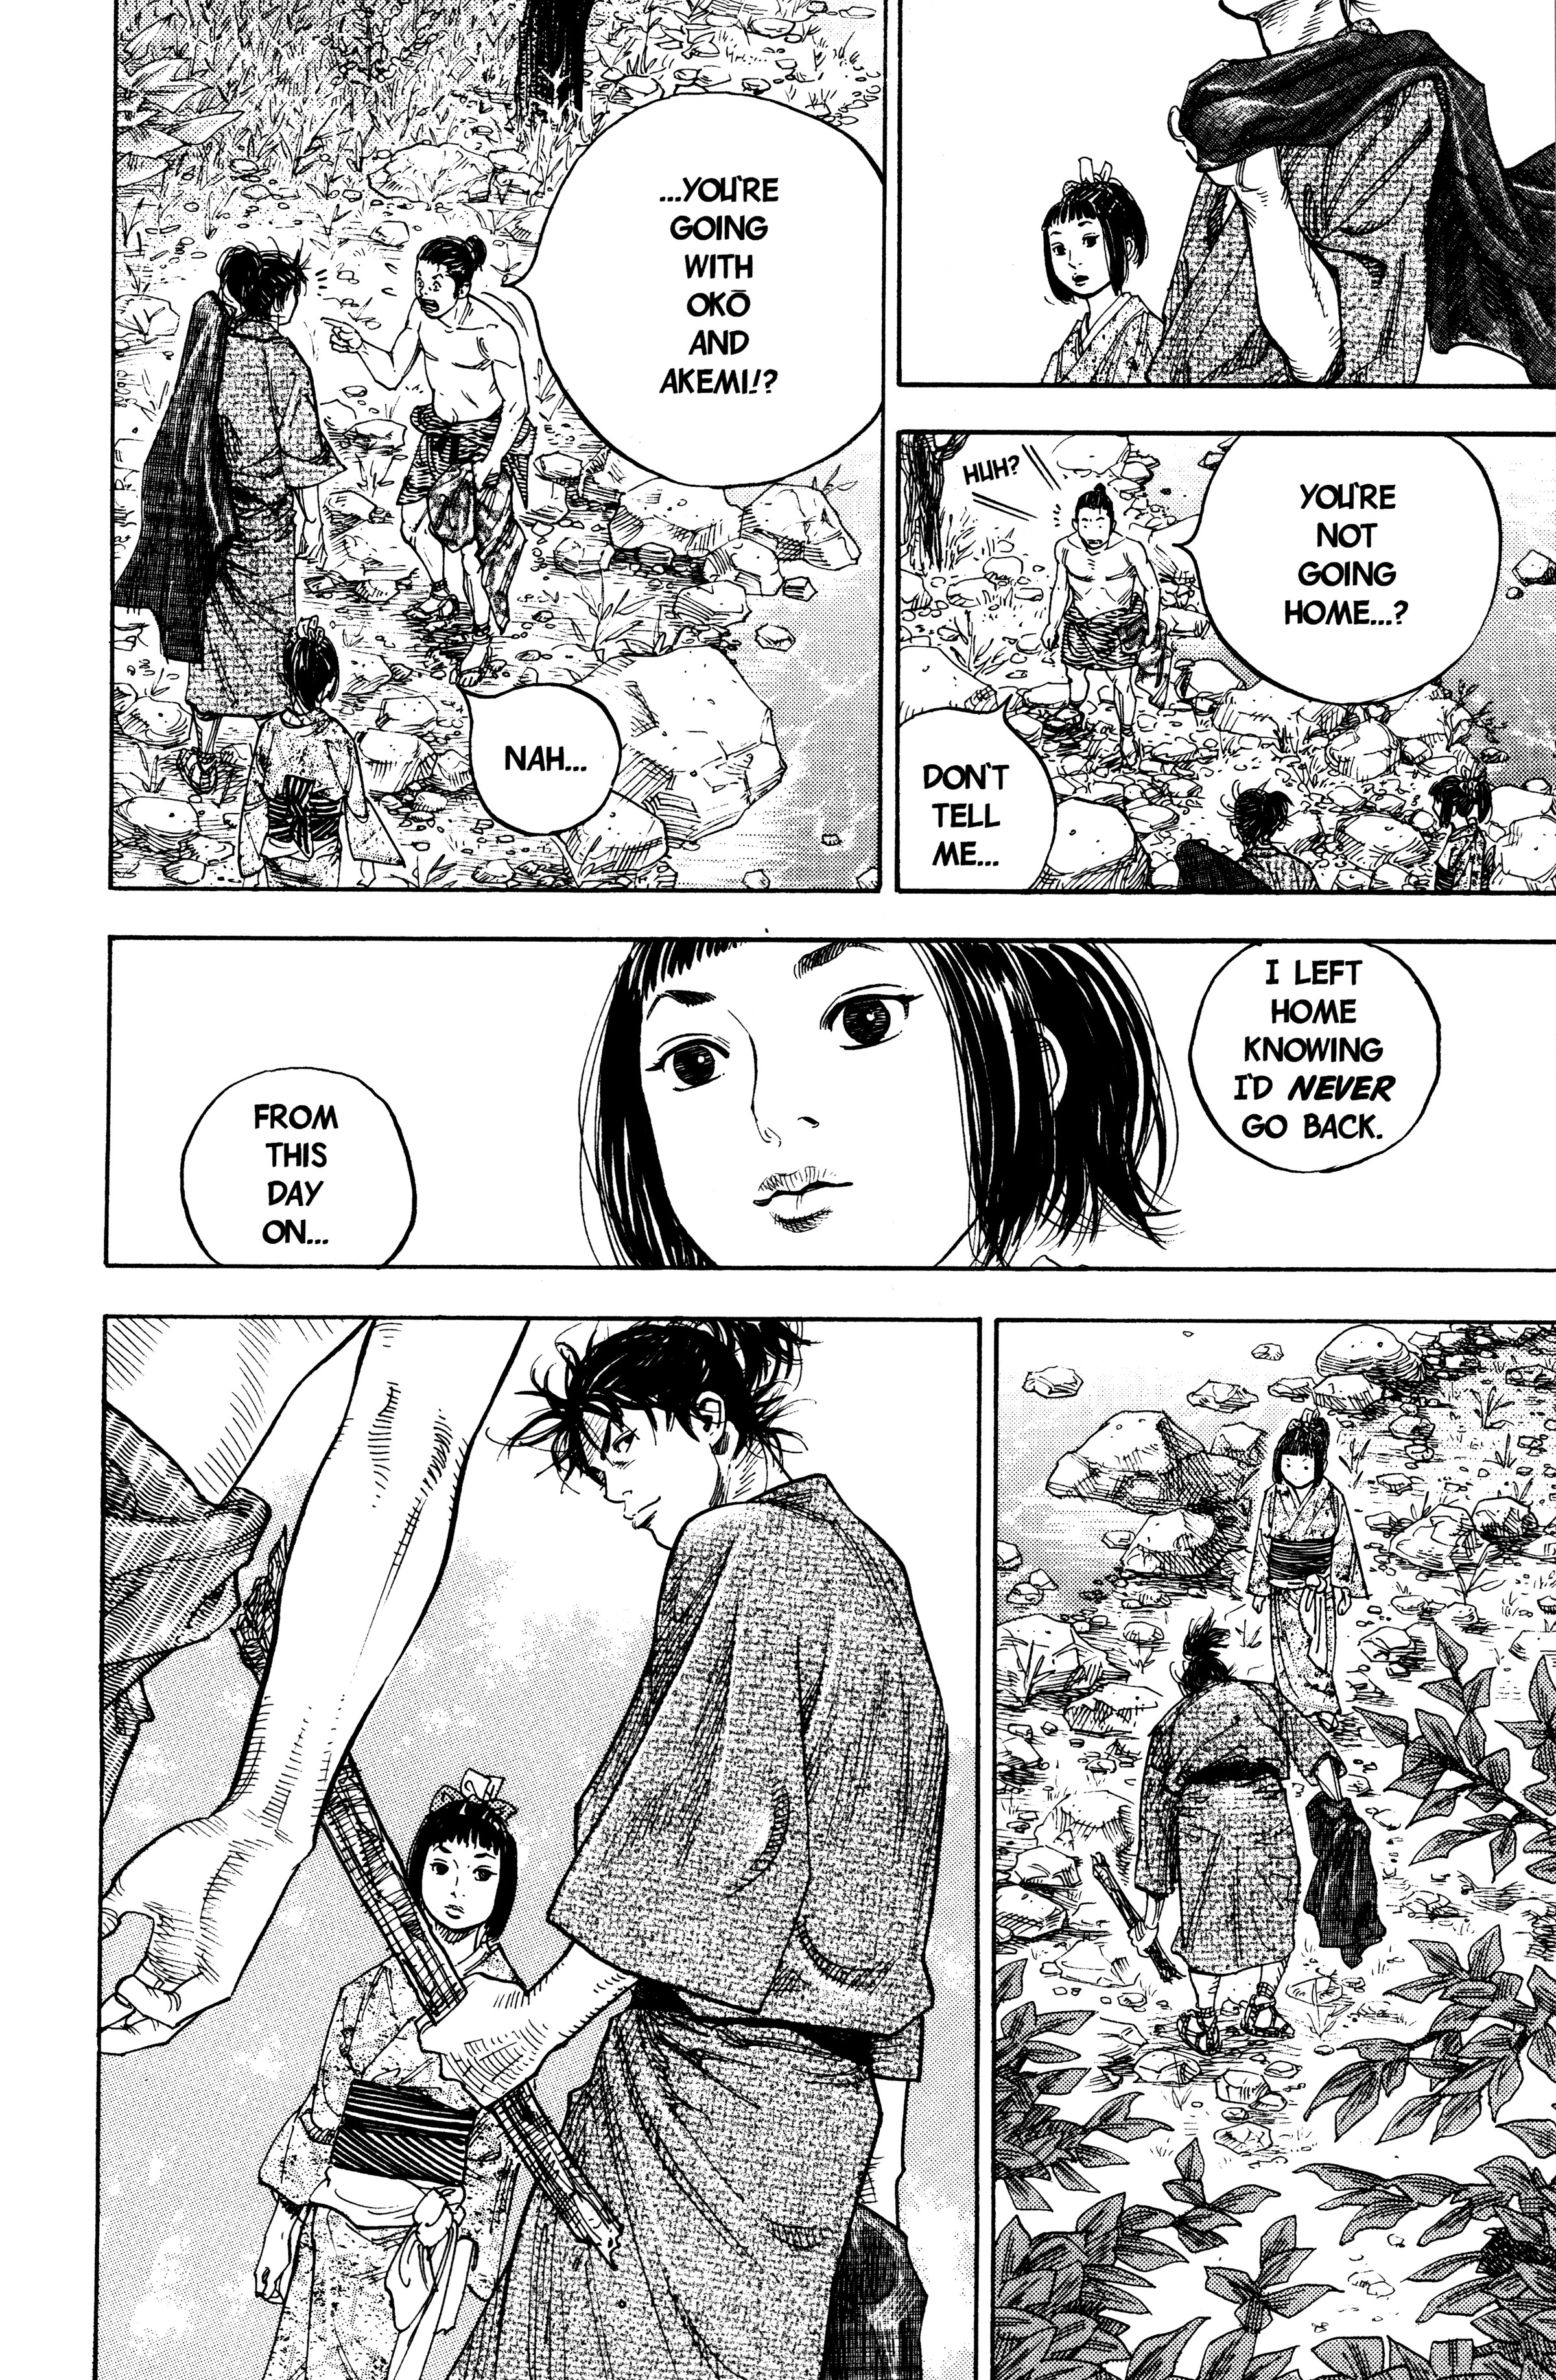 HUH?
YOU'RE
NOT
GOING
HOME...?
DON'T
TELL
ME...
...YOU'RE
GOING
WITH
OKŌ
AND
AKEMI!?
NAH...
I LEFT
HOME
KNOWING
I'D NEVER
GO BACK.
FROM
THIS
DAY
ON...